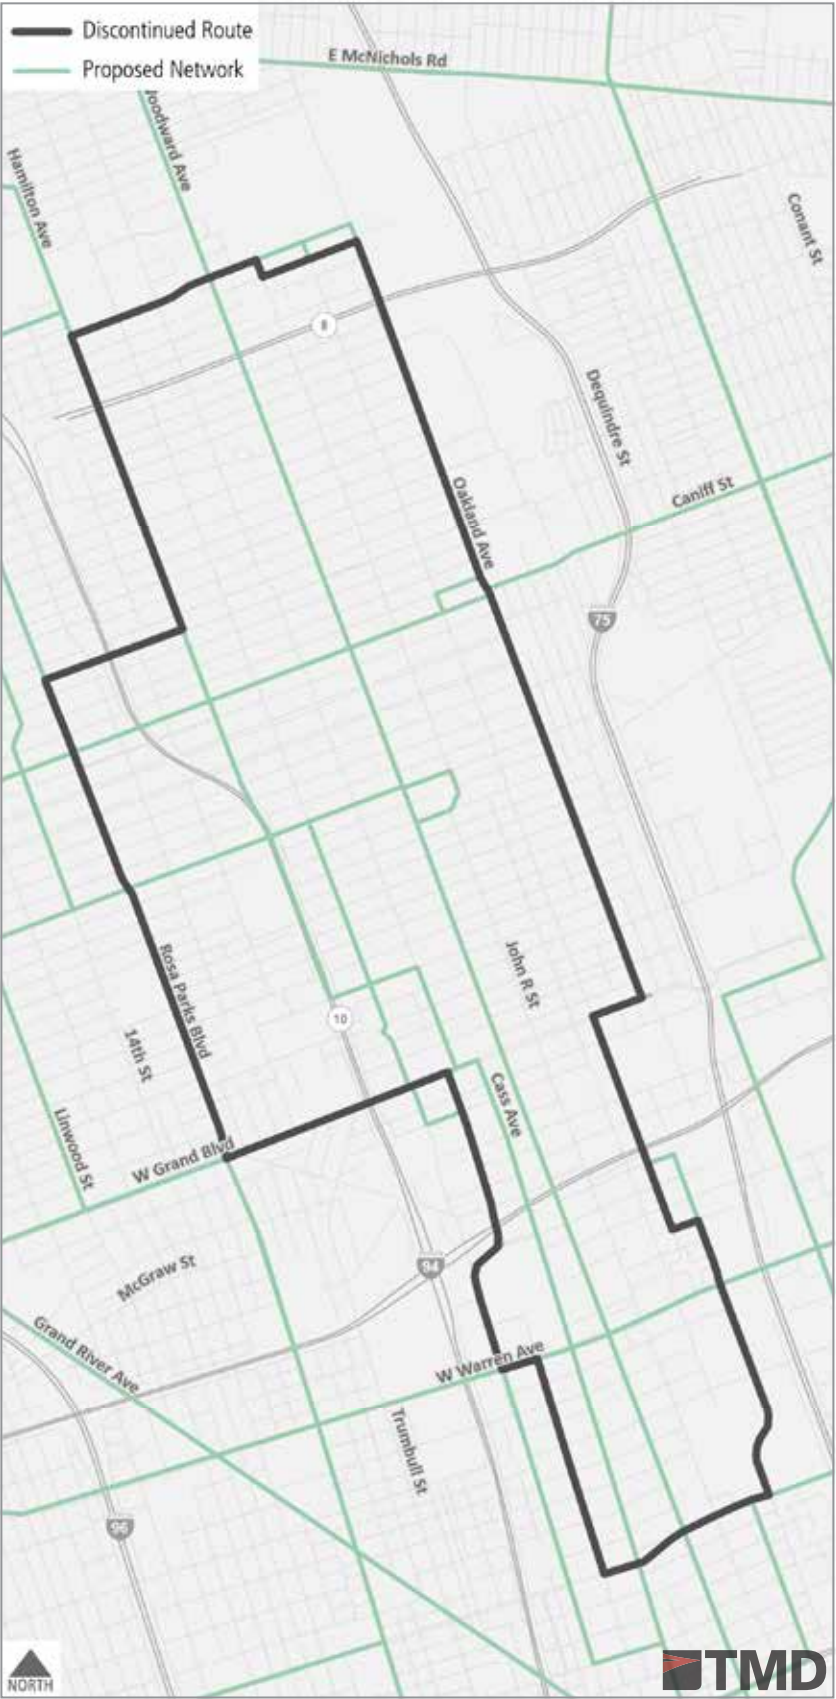 Discontinued Route
Proposed Network
E McNichols Rd
oodward Ave
Hamilton Ave
Conant St
8
Dequindre St
Oakland Ave
Caniff St
75
Rosa Parks Blvd
John R St
10
14th St
Cass Ave
Linwood St
W Grand Blvd
McGraw St
94
Grand River Ave
W Warren Ave
Trumbull St
96
NORTH
TMD